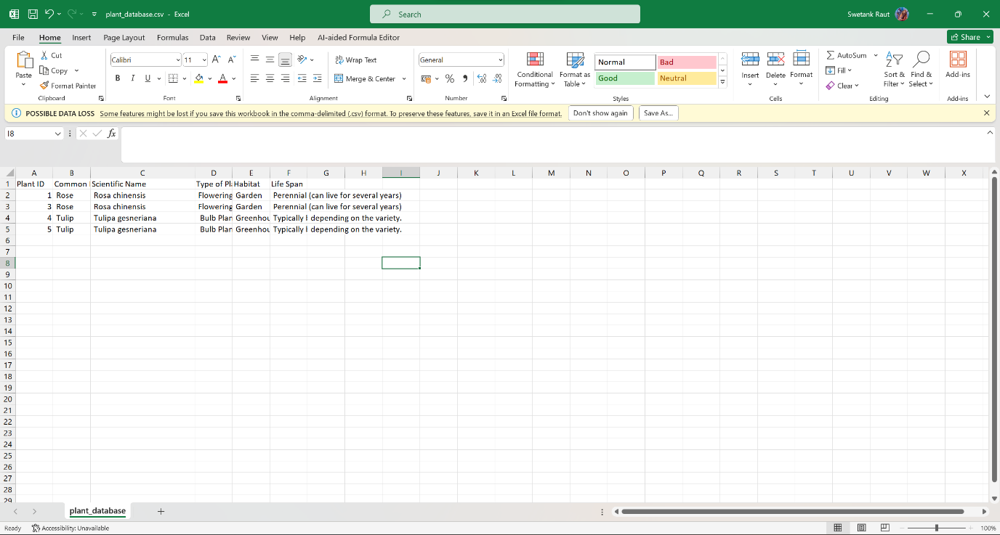 plant_database.csv - Excel
Search
Swetank Raut
File Home Insert Page Layout Formulas Data Review View Help AI-aided Formula Editor
Share
Paste
Cut
Copy
Format Painter
Clipboard
Calibri 11 A A
B I U A
Font
ab Wrap Text
Merge & Center
Alignment
General
% 9
Number
Conditional Formatting
Format as Table
Normal Bad
Good Neutral
Styles
Insert Delete Format
Cells
AutoSum
Fill
Clear
Sort & Filter
Find & Select
Editing
Add-ins
Add-ins
POSSIBLE DATA LOSS Some features might be lost if you save this workbook in the comma-delimited (.csv) format. To preserve these features, save it in an Excel file format. Don't show again Save As...
I8 fx
A B C D E F G H I J K L M N O P Q R S T U V W X
1 Plant ID Common Scientific Name Type of Pl Habitat Life Span
2 1 Rose Rosa chinensis Flowering Garden Perennial (can live for several years)
3 3 Rose Rosa chinensis Flowering Garden Perennial (can live for several years)
4 4 Tulip Tulipa gesneriana Bulb Plan Greenhou Typically depending on the variety.
5 5 Tulip Tulipa gesneriana Bulb Plan Greenhou Typically depending on the variety.
6
7
8
9
10
11
12
13
14
15
16
17
18
19
20
21
22
23
24
25
26
27
28
29
plant_database
Ready Accessibility: Unavailable 100%